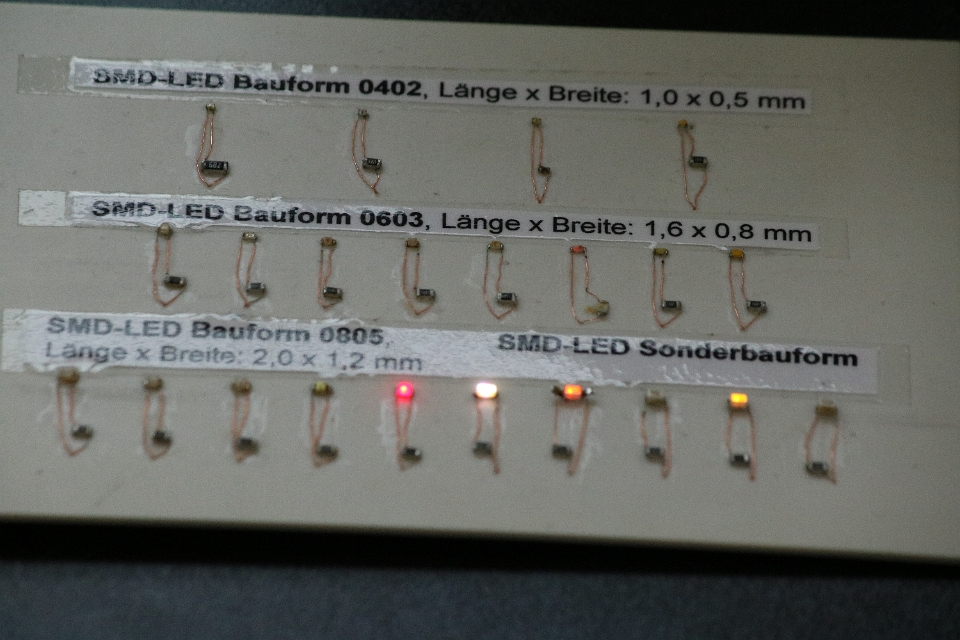 SMD-LED Bauform 0402, Länge x Breite: 1,0 x 0,5 mm
SMD-LED Bauform 0603, Länge x Breite: 1,6 x 0,8 mm
SMD-LED Bauform 0805,
Länge x Breite: 2,0 x 1,2 mm
SMD-LED Sonderbauform